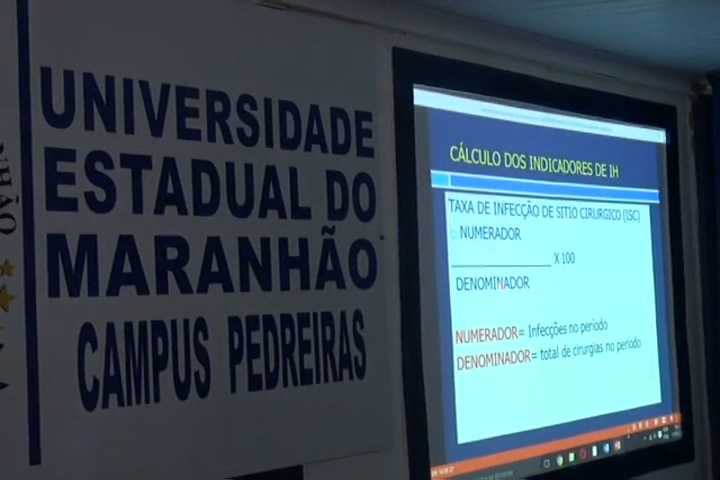 UNIVERSIDADE
ESTADUAL DO
MARANHÃO
CAMPUS PEDREIRAS
CÁLCULO DOS INDICADORES DE IH
TAXA DE INFECÇÃO DE SITIO CIRURGICO (ISC)
NUMERADOR
X 100
DENOMINADOR
NUMERADOR= Infecções no período
DENOMINADOR= total de cirurgias no período